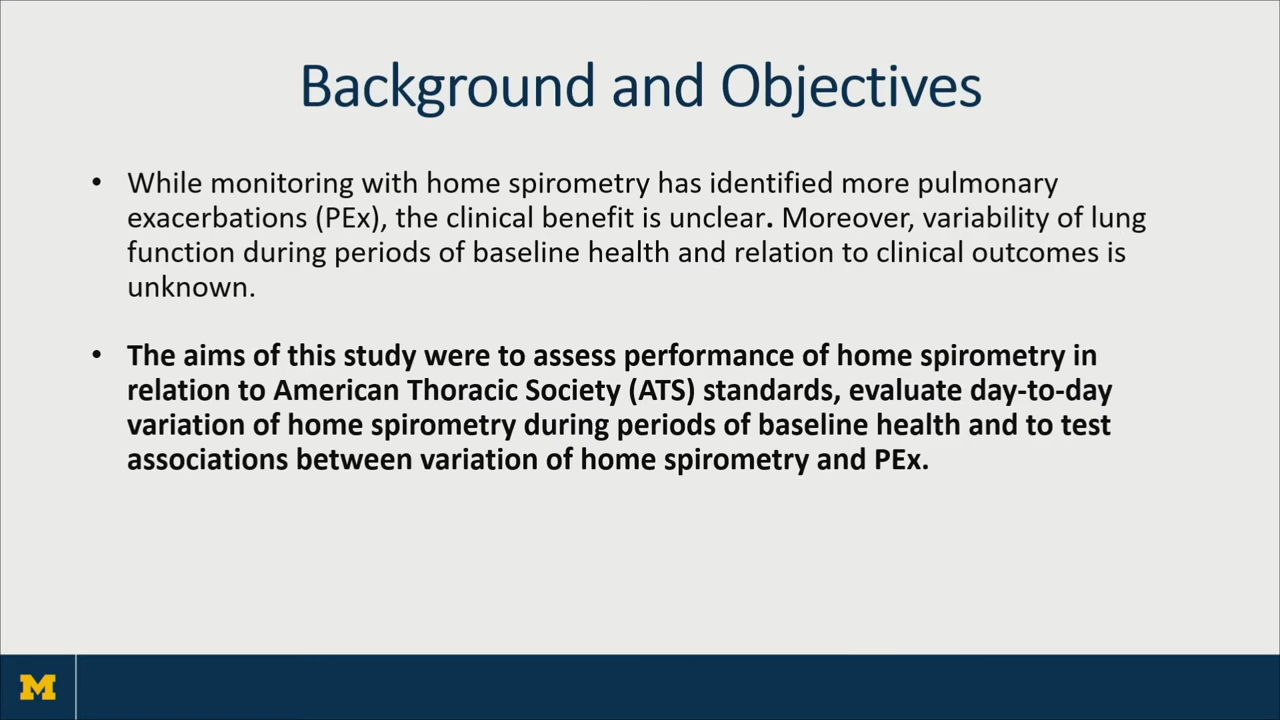 Background and Objectives
• While monitoring with home spirometry has identified more pulmonary
exacerbations (PEx), the clinical benefit is unclear. Moreover, variability of lung
function during periods of baseline health and relation to clinical outcomes is
unknown.
• The aims of this study were to assess performance of home spirometry in
relation to American Thoracic Society (ATS) standards, evaluate day-to-day
variation of home spirometry during periods of baseline health and to test
associations between variation of home spirometry and PEx.
M